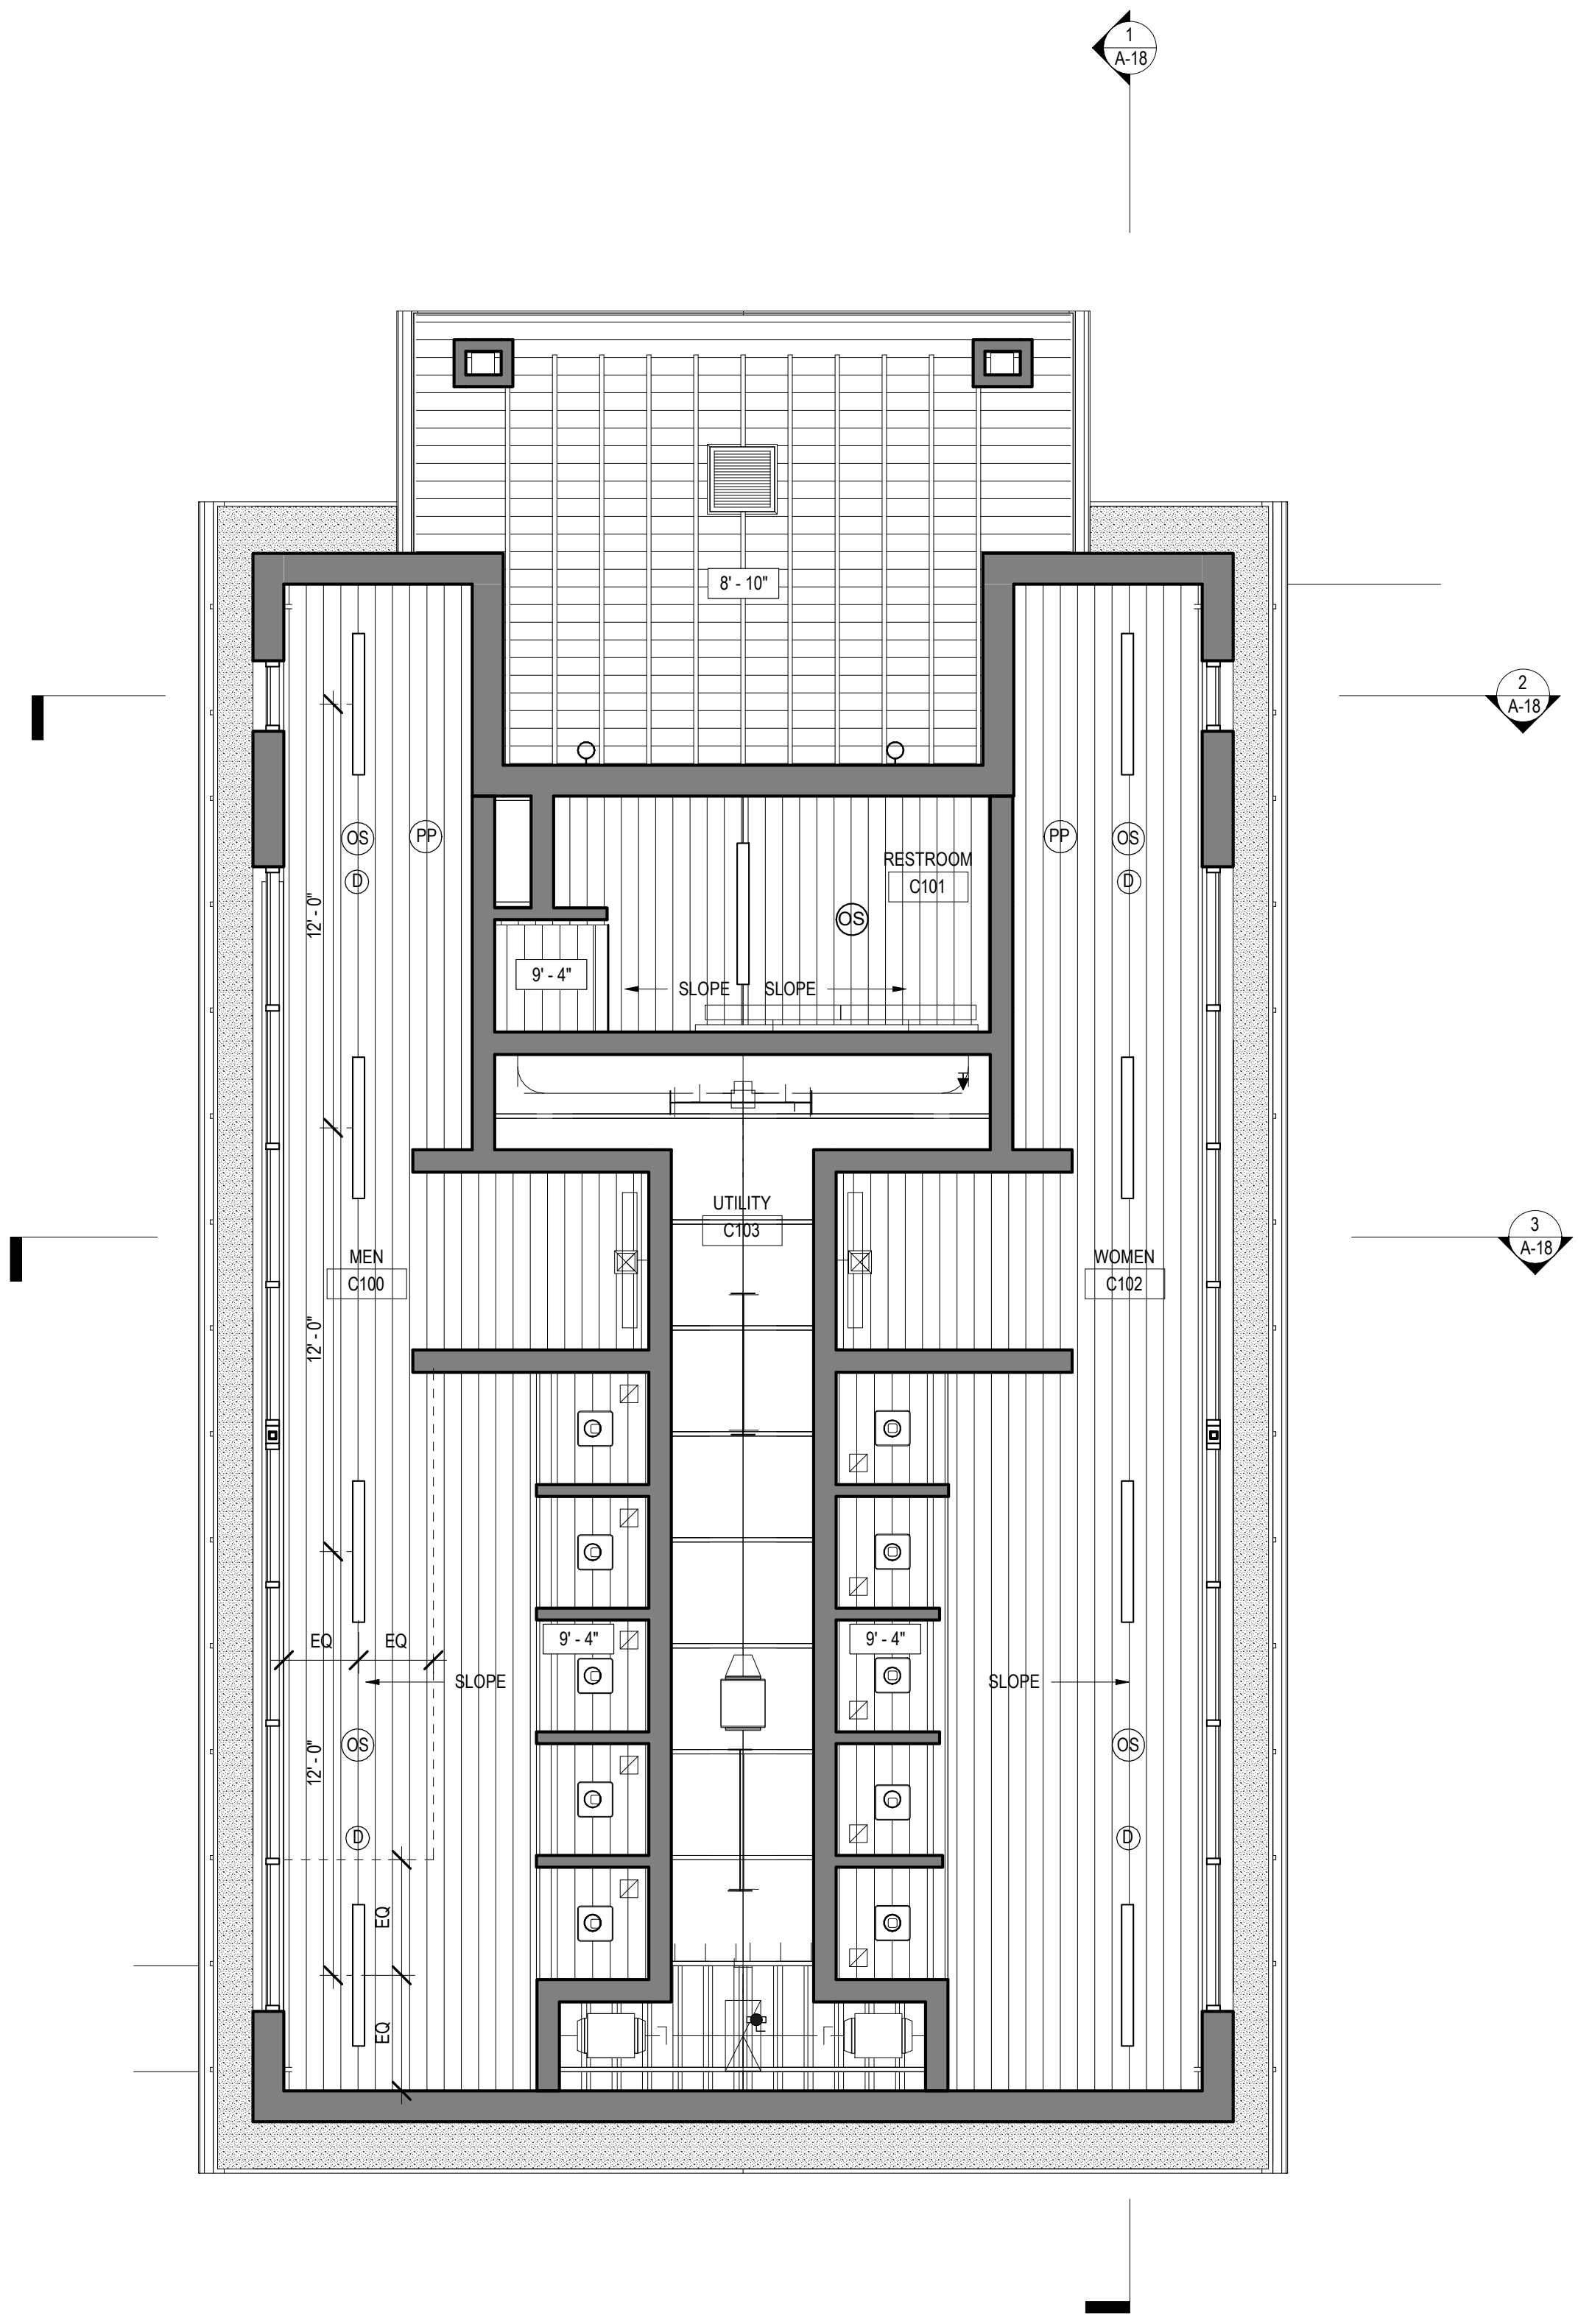 1
A-18
8' - 10"
2
A-18
OS
PP
PP
OS
D
D
RESTROOM
C101
OS
12' - 0"
9' - 4"
SLOPE
SLOPE
UTILITY
C103
3
A-18
MEN
C100
WOMEN
C102
12' - 0"
EQ
EQ
9' - 4"
9' - 4"
SLOPE
SLOPE
OS
OS
12' - 0"
D
D
EQ
EQ